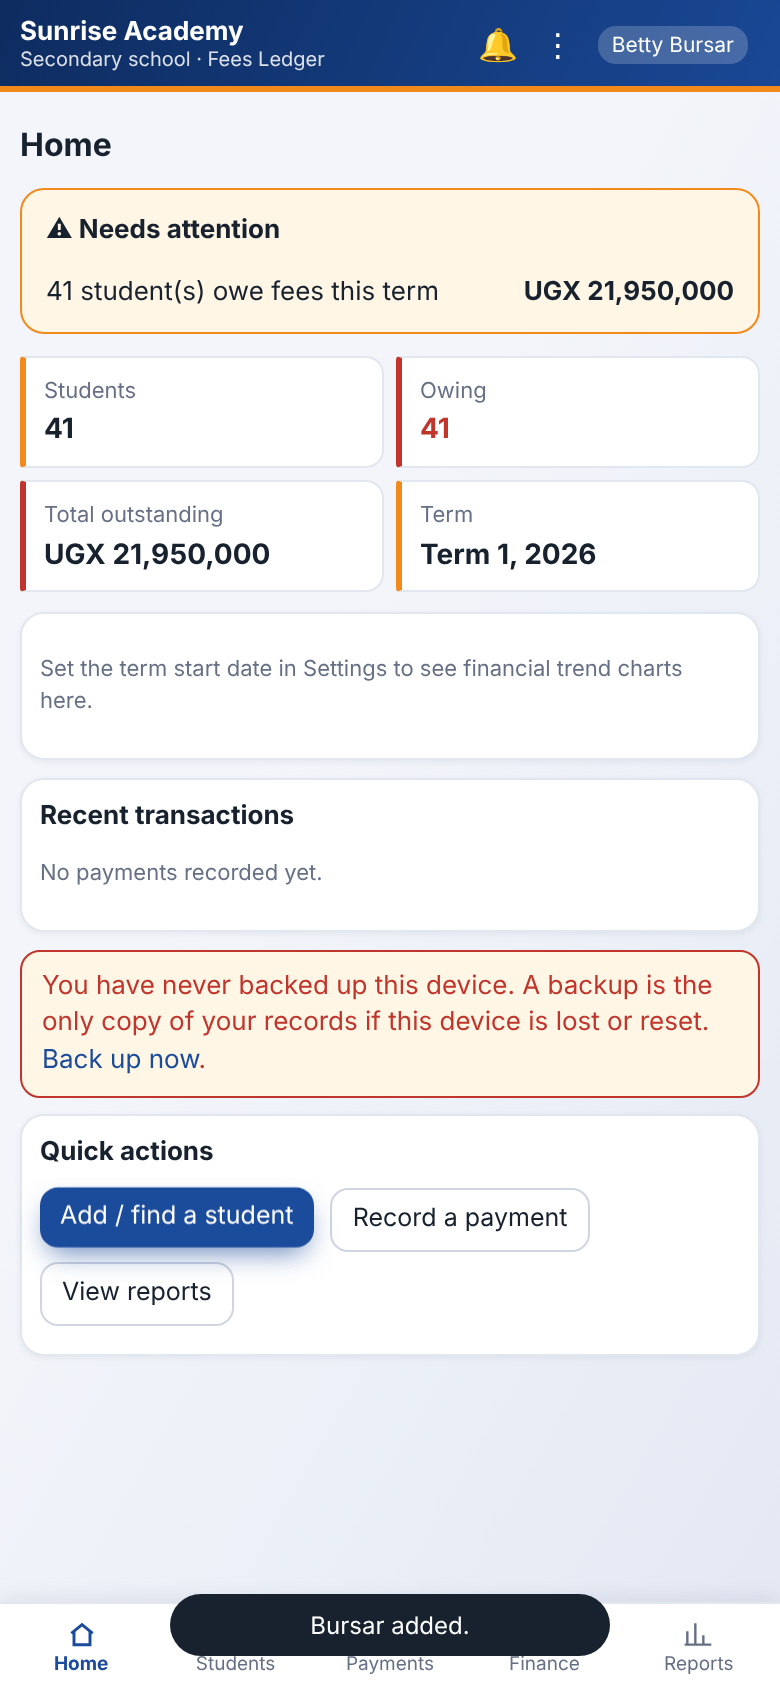 Sunrise Academy
Secondary school · Fees Ledger
Betty Bursar
Home
⚠ Needs attention
41 student(s) owe fees this term
UGX 21,950,000
Students
41
Owing
41
Total outstanding
UGX 21,950,000
Term
Term 1, 2026
Set the term start date in Settings to see financial trend charts
here.
Recent transactions
No payments recorded yet.
You have never backed up this device. A backup is the
only copy of your records if this device is lost or reset.
Back up now.
Quick actions
Add / find a student
Record a payment
View reports
Bursar added.
Home
Students
Payments
Finance
Reports